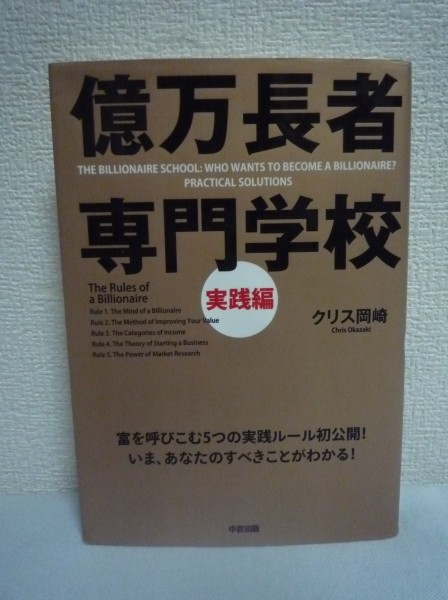 億万長者
THE BILLIONAIRE SCHOOL: WHO WANTS TO BECOME A BILLIONAIRE?
PRACTICAL SOLUTIONS
専門学校
The Rules of
a Billionaire
Rule 1. The Mind of a Billionaire
Rule 2. The Method of Improving Your Value
Rule 3. The Categories of Income
Rule 4. The Theory of Starting a Business
Rule 5. The Power of Market Research
実践編
クリス岡崎
Chris Okazaki
富を呼びこむ5つの実践ルール初公開!
いま、あなたのすべきことがわかる!
中経出版